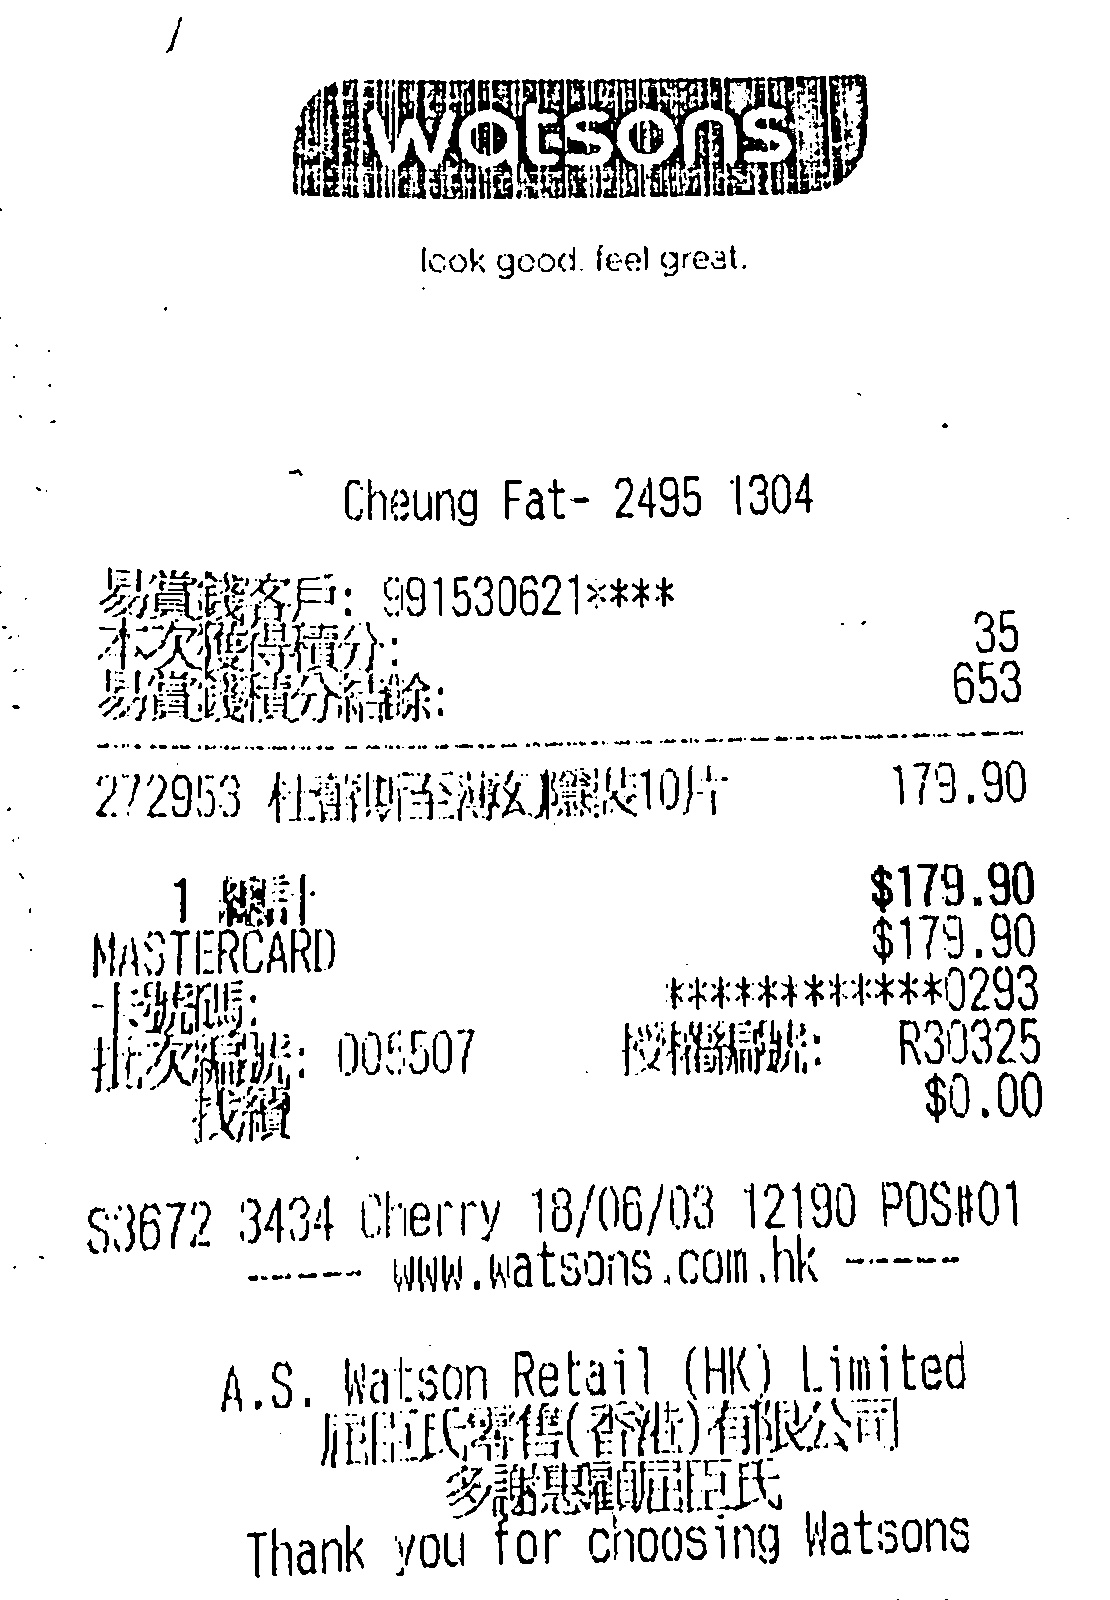 watsons
look good. feel great.
Cheung Fat- 2495 1304
易賞錢客戶: 991530621****
本次獲得積分: 35
易賞錢積分結餘: 653
272953 杜蕾斯至薄幻隱裝10片 179.90
1 總計 $179.90
MASTERCARD $179.90
卡號碼: ************0293
批次編號: 005507 授權編號: R30325
找續 $0.00
S3672 3434 Cherry 18/06/03 12190 POS#01
------ www.watsons.com.hk ------
A.S. Watson Retail (HK) Limited
屈臣氏零售(香港)有限公司
多謝惠顧屈臣氏
Thank you for choosing Watsons